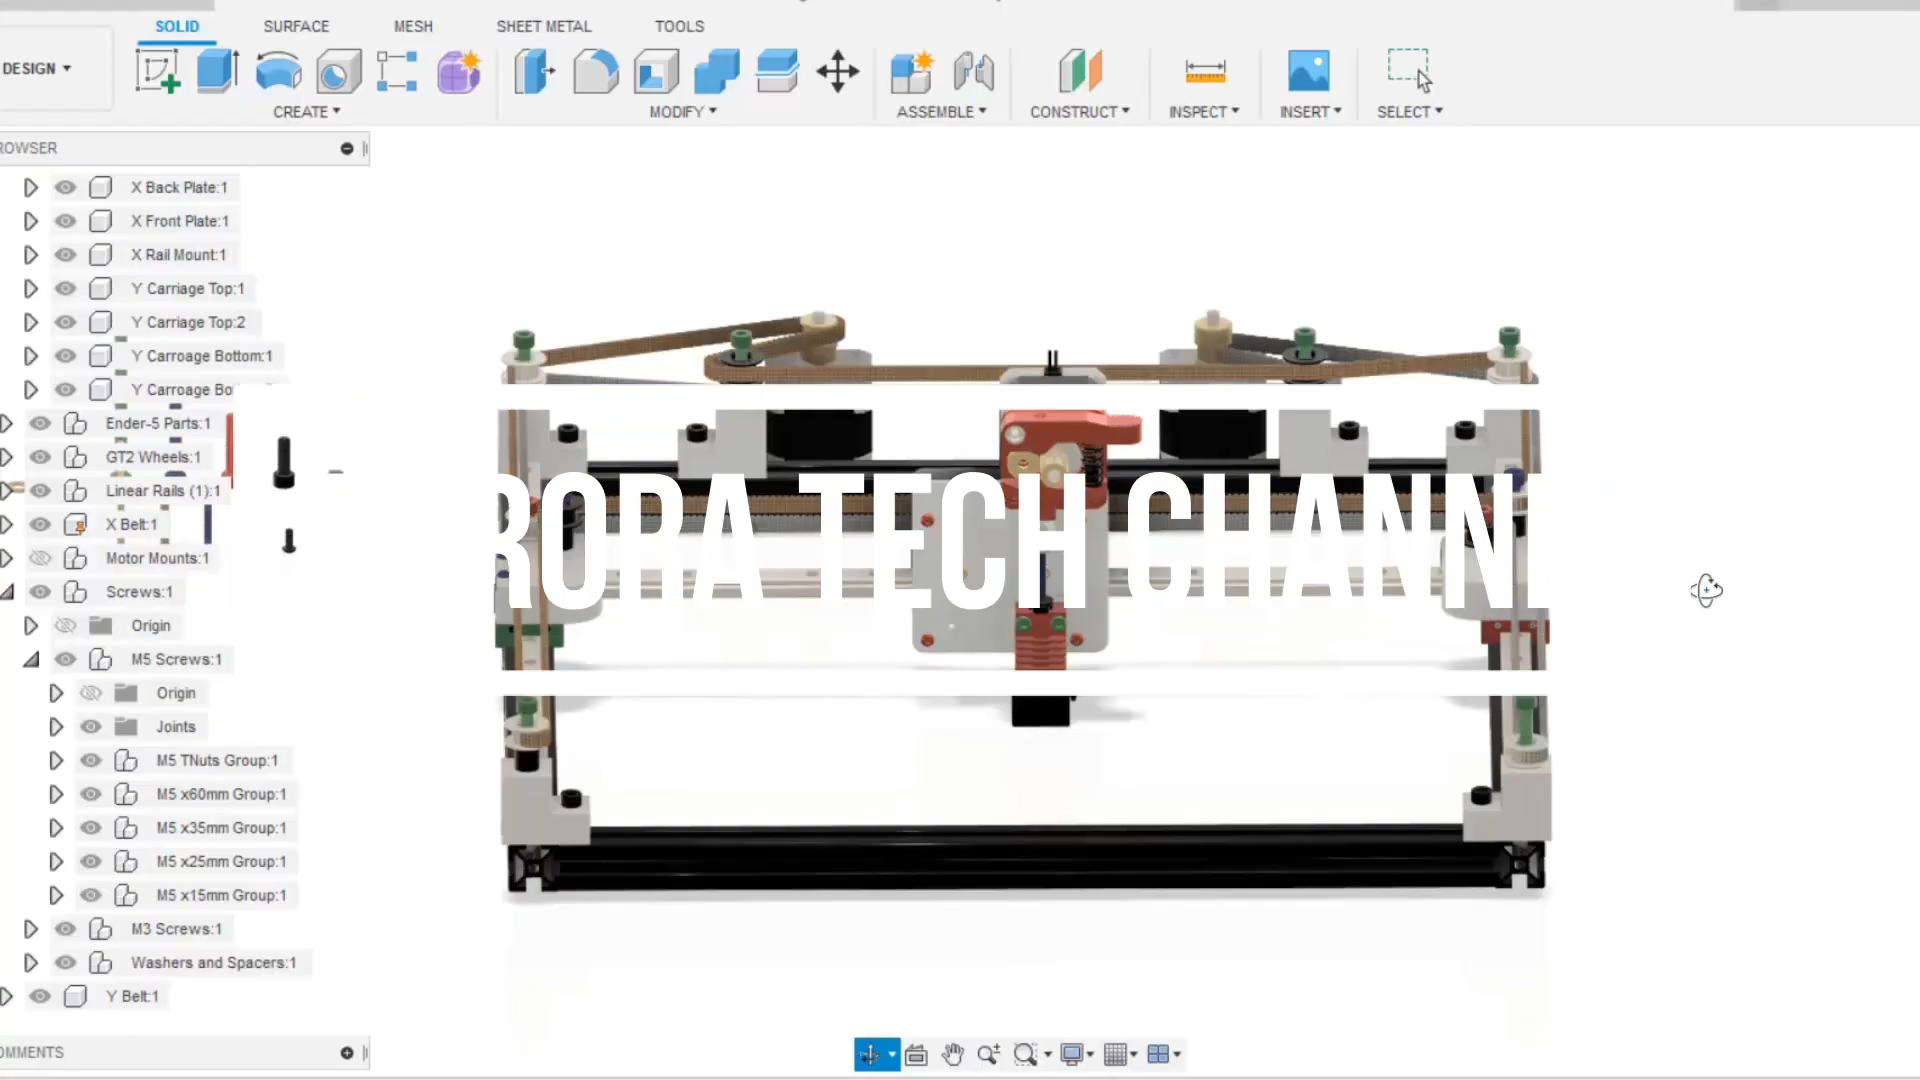 SOLID SURFACE MESH SHEET METAL TOOLS
DESIGN
CREATE MODIFY ASSEMBLE CONSTRUCT INSPECT INSERT SELECT
ROWSER
X Back Plate:1
X Front Plate:1
X Rail Mount:1
Y Carriage Top:1
Y Carriage Top:2
Y Carroage Bottom:1
Y Carroage Bo
Ender-5 Parts:1
GT2 Wheels:1
Linear Rails (1):1
X Belt:1
Motor Mounts:1
Screws:1
Origin
M5 Screws:1
Origin
Joints
M5 TNuts Group:1
M5 x60mm Group:1
M5 x35mm Group:1
M5 x25mm Group:1
M5 x15mm Group:1
M3 Screws:1
Washers and Spacers:1
Y Belt:1
OMMENTS
RORA TECH CHANN